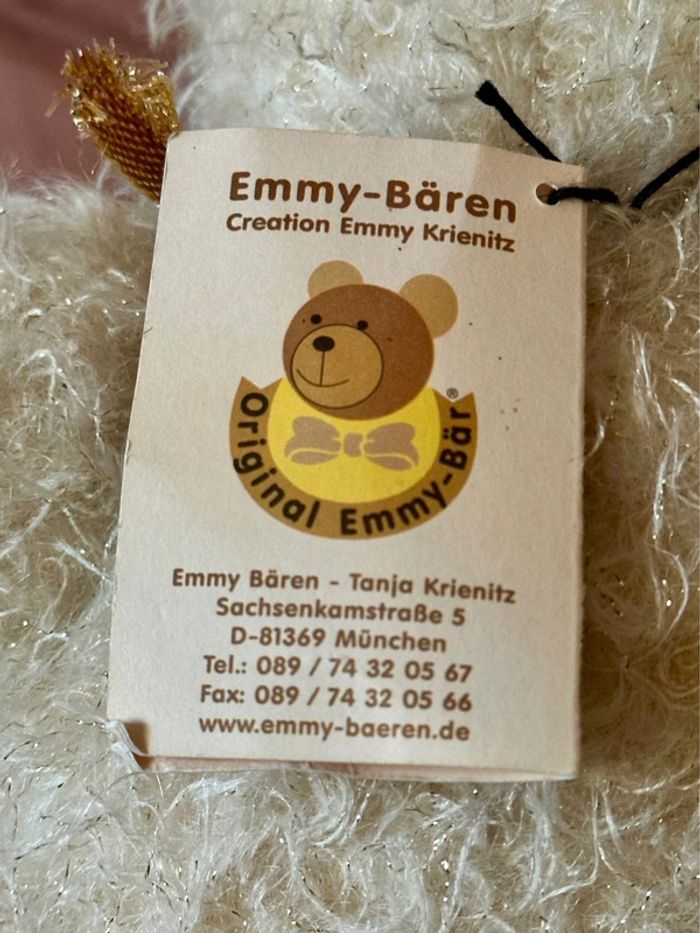 Emmy-Bären
Creation Emmy Krienitz
®
Original Emmy-Bär
Emmy Bären - Tanja Krienitz
Sachsenkamstraße 5
D-81369 München
Tel.: 089 / 74 32 05 67
Fax: 089 / 74 32 05 66
www.emmy-baeren.de